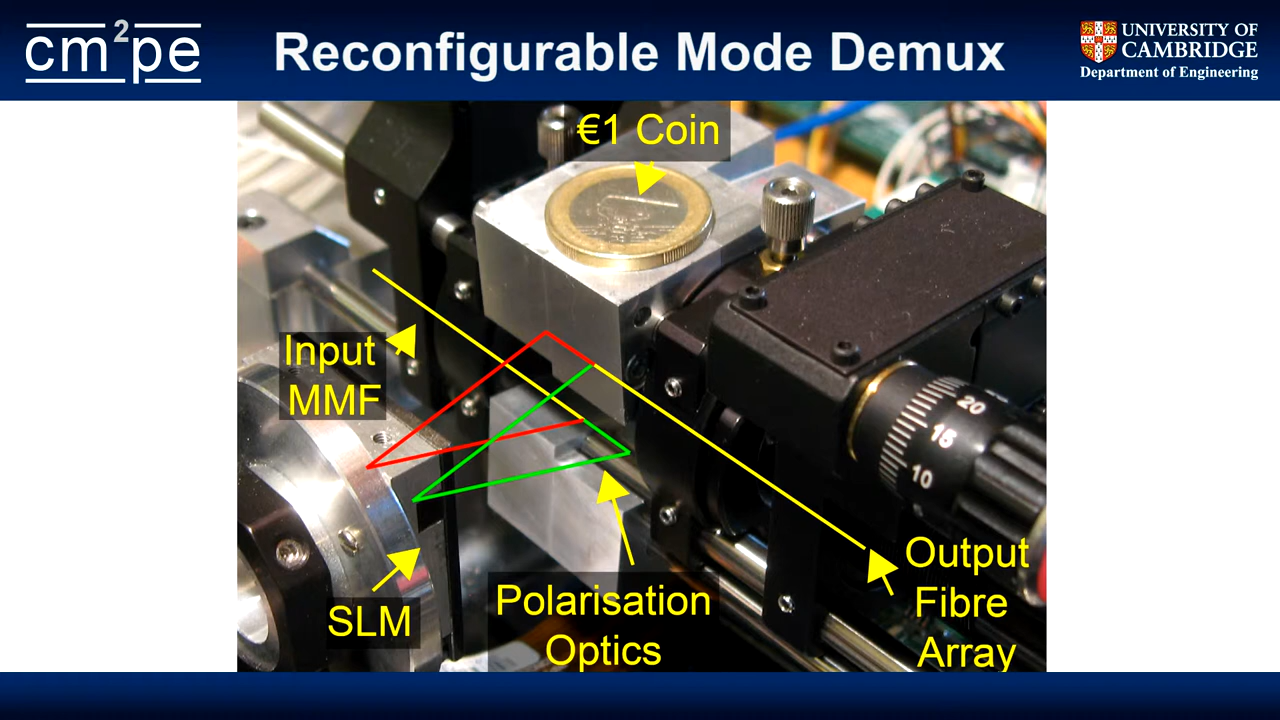 cm²pe
Reconfigurable Mode Demux
UNIVERSITY OF
CAMBRIDGE
Department of Engineering
€1 Coin
Input
MMF
20
15
10
SLM
Polarisation
Optics
Output
Fibre
Array